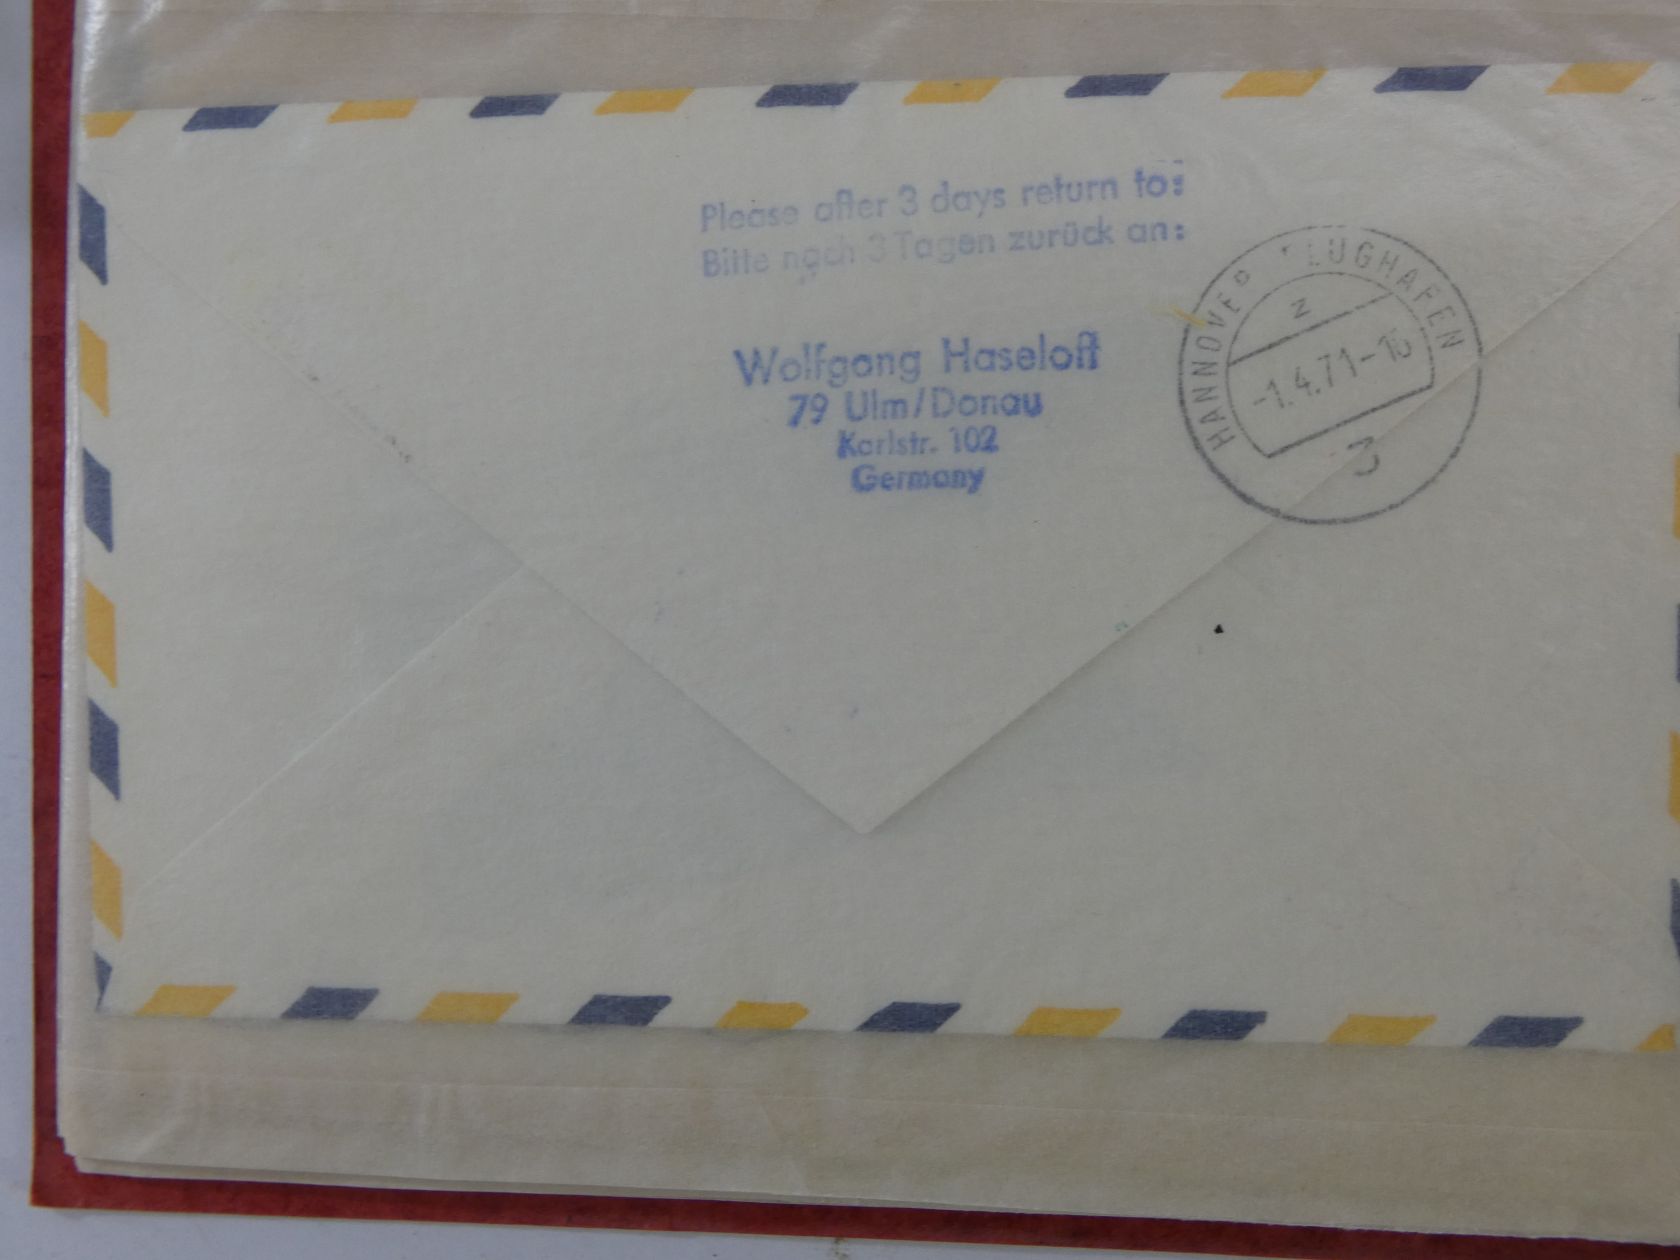 Please after 3 days return to:
Bitte nach 3 Tagen zurück an:
Wolfgang Haseloff
79 Ulm/Donau
Karlstr. 102
Germany
HANNOVER FLUGHAFEN
z
-1.4.71-15
3